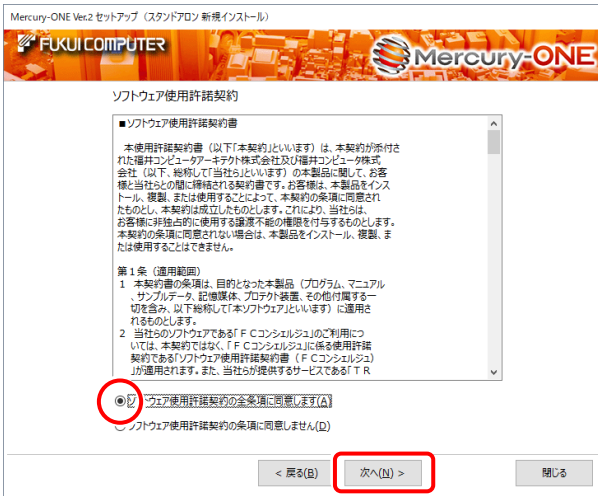 Mercury-ONE Ver.2 セットアップ（スタンドアロン 新規インストール）
FUKUI COMPUTER
Mercury-ONE
ソフトウェア使用許諾契約
■ソフトウェア使用許諾契約書
本使用許諾契約書（以下「本契約」といいます）は、本契約が添付さ
れた福井コンピュータアーキテクト株式会社及び福井コンピュータ株式
会社（以下、総称して「当社ら」といいます）の本製品に関して、お客
様と当社らとの間に締結される契約書です。お客様は、本製品をインス
トール、複製、または使用することによって、本契約の条項に同意され
たものとし、本契約は成立したものとします。これにより、当社らは、
お客様に非独占的に使用する譲渡不能の権限を付与するものとします。
本契約の条項に同意されない場合は、本製品をインストール、複製、ま
たは使用することはできません。
第１条（適用範囲）
１ 本契約書の条項は、目的となった本製品（プログラム、マニュアル
、サンプルデータ、記憶媒体、プロテクト装置、その他付属する一
切を含み、以下総称して「本ソフトウェア」といいます）に適用さ
れるものとします。
２ 当社らのソフトウェアである「ＦＣコンシェルジュ」のご利用につ
いては、本契約ではなく、「ＦＣコンシェルジュ」に係る使用許諾
契約である「ソフトウェア使用許諾契約書（ＦＣコンシェルジュ）
」が適用されます。また、当社らが提供するサービスである「ＴＲ
ソフトウェア使用許諾契約の全条項に同意します(A)
ソフトウェア使用許諾契約の条項に同意しません(D)
< 戻る(B)
次へ(N) >
閉じる